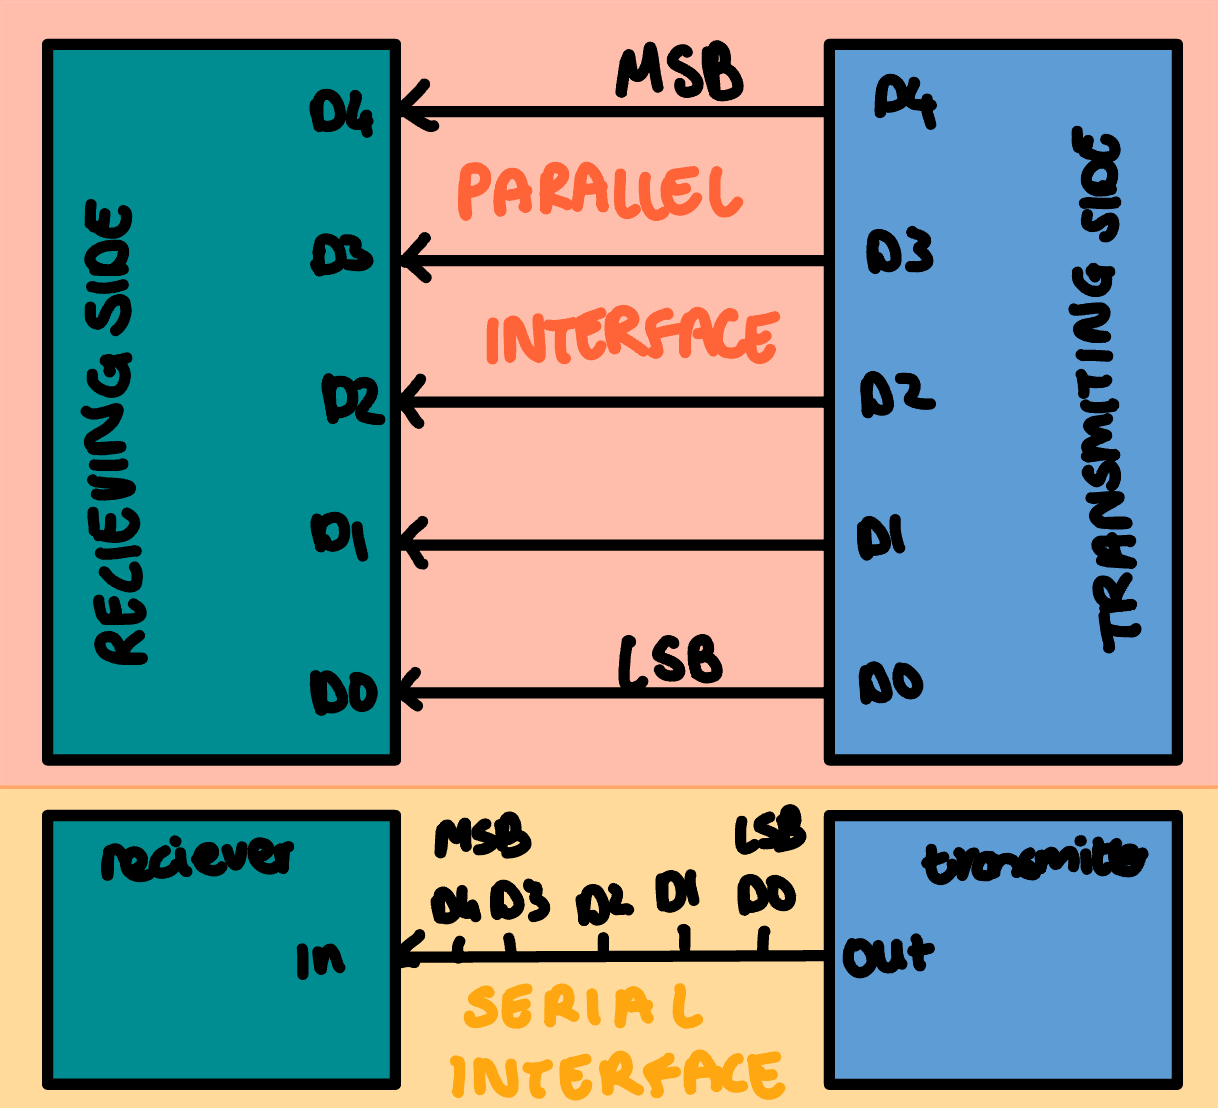 MSB
D4
D4
PARALLEL
D3
D3
INTERFACE
D2
D2
D1
D1
LSB
D0
D0
RECIEVING SIDE
TRANSMITING SIDE
reciever
MSB
LSB
transmitter
D4 D3 D2 D1 D0
In
Out
SERIAL
INTERFACE